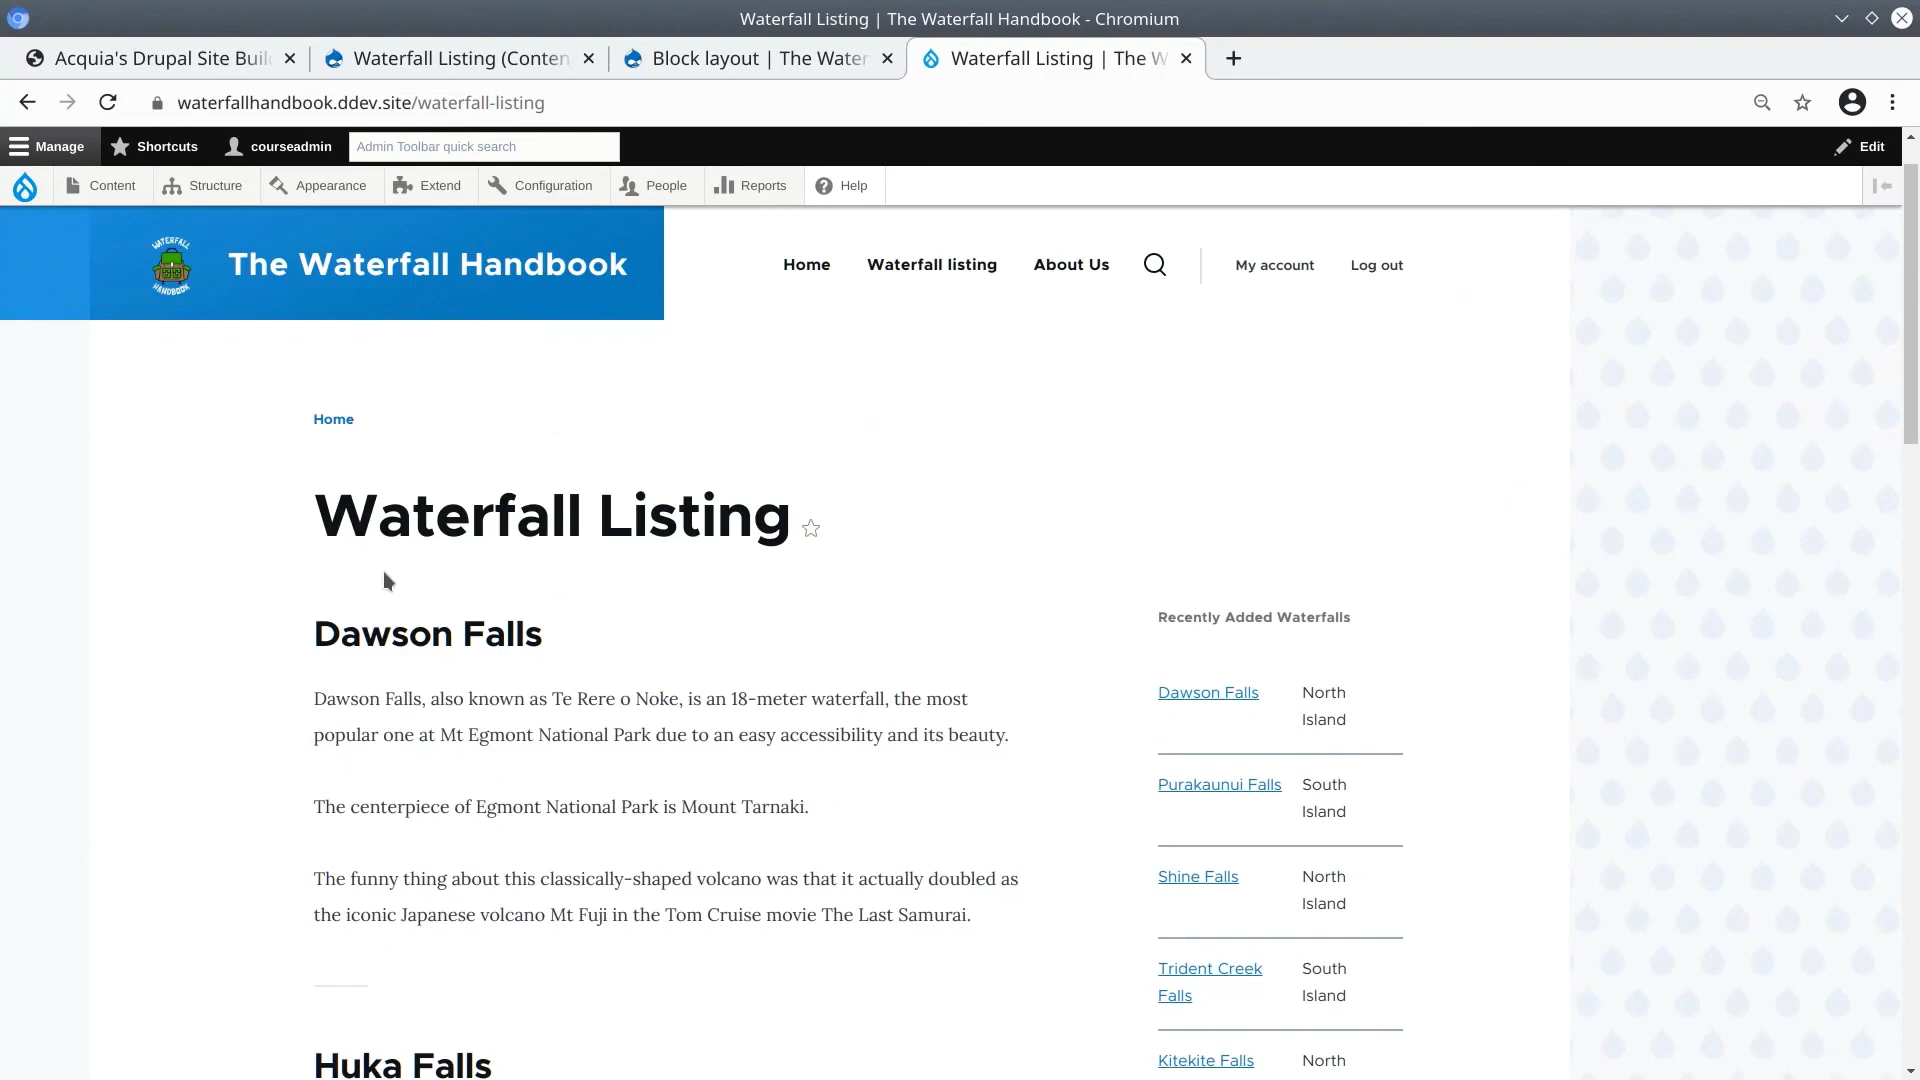 Waterfall Listing | The Waterfall Handbook - Chromium
Acquia's Drupal Site Buil
Waterfall Listing (Conten
Block layout | The Water
Waterfall Listing | The W
waterfallhandbook.ddev.site/waterfall-listing
Manage
Shortcuts
courseadmin
Admin Toolbar quick search
Edit
Content
Structure
Appearance
Extend
Configuration
People
Reports
Help
WATERFALL
HANDBOOK
The Waterfall Handbook
Home
Waterfall listing
About Us
My account
Log out
Home
Waterfall Listing
Dawson Falls
Dawson Falls, also known as Te Rere o Noke, is an 18-meter waterfall, the most
popular one at Mt Egmont National Park due to an easy accessibility and its beauty.
The centerpiece of Egmont National Park is Mount Tarnaki.
The funny thing about this classically-shaped volcano was that it actually doubled as
the iconic Japanese volcano Mt Fuji in the Tom Cruise movie The Last Samurai.
Huka Falls
Recently Added Waterfalls
Dawson Falls
North
Island
Purakaunui Falls
South
Island
Shine Falls
North
Island
Trident Creek
Falls
South
Island
Kitekite Falls
North